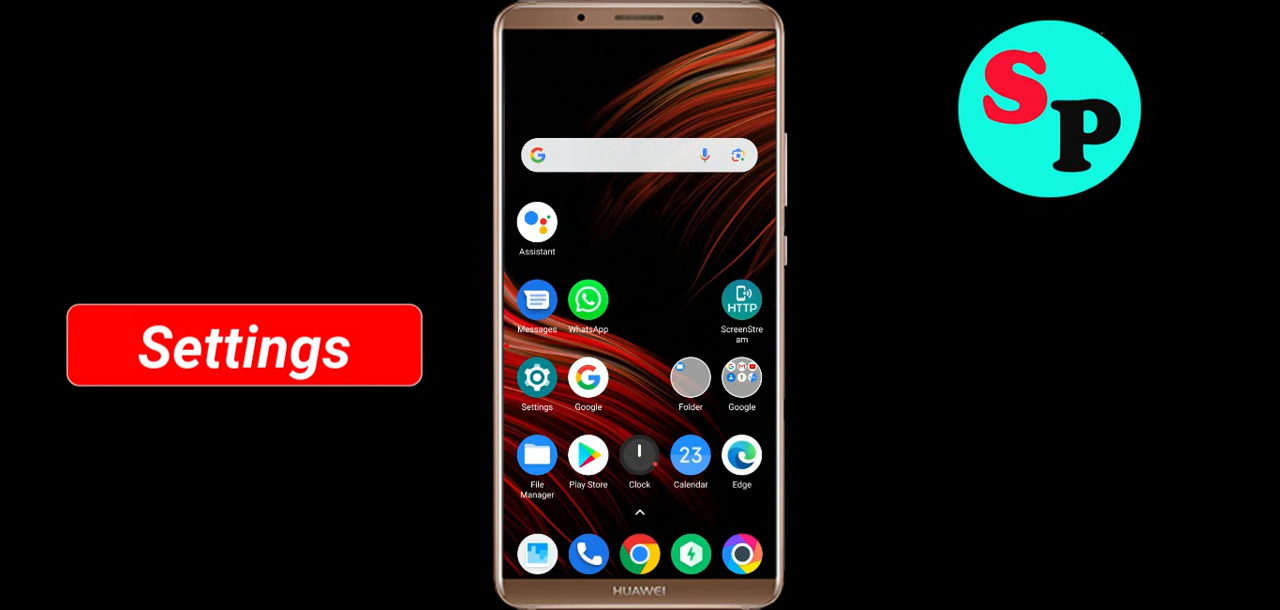 SP
Assistant
Messages WhatsApp ScreenStre
am
HTTP
Settings
Settings Google Folder Google
23
File
Manager
Play Store Clock Calendar Edge
HUAWEI